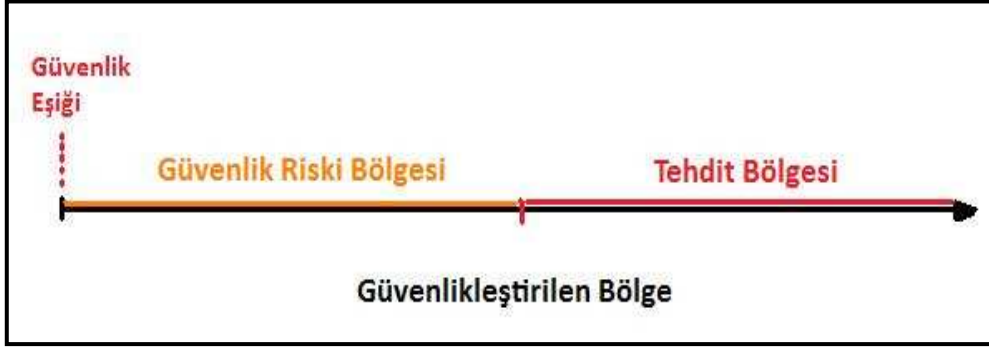 Güvenlik
Eşiği
Güvenlik Riski Bölgesi
Tehdit Bölgesi
Güvenlikleştirilen Bölge